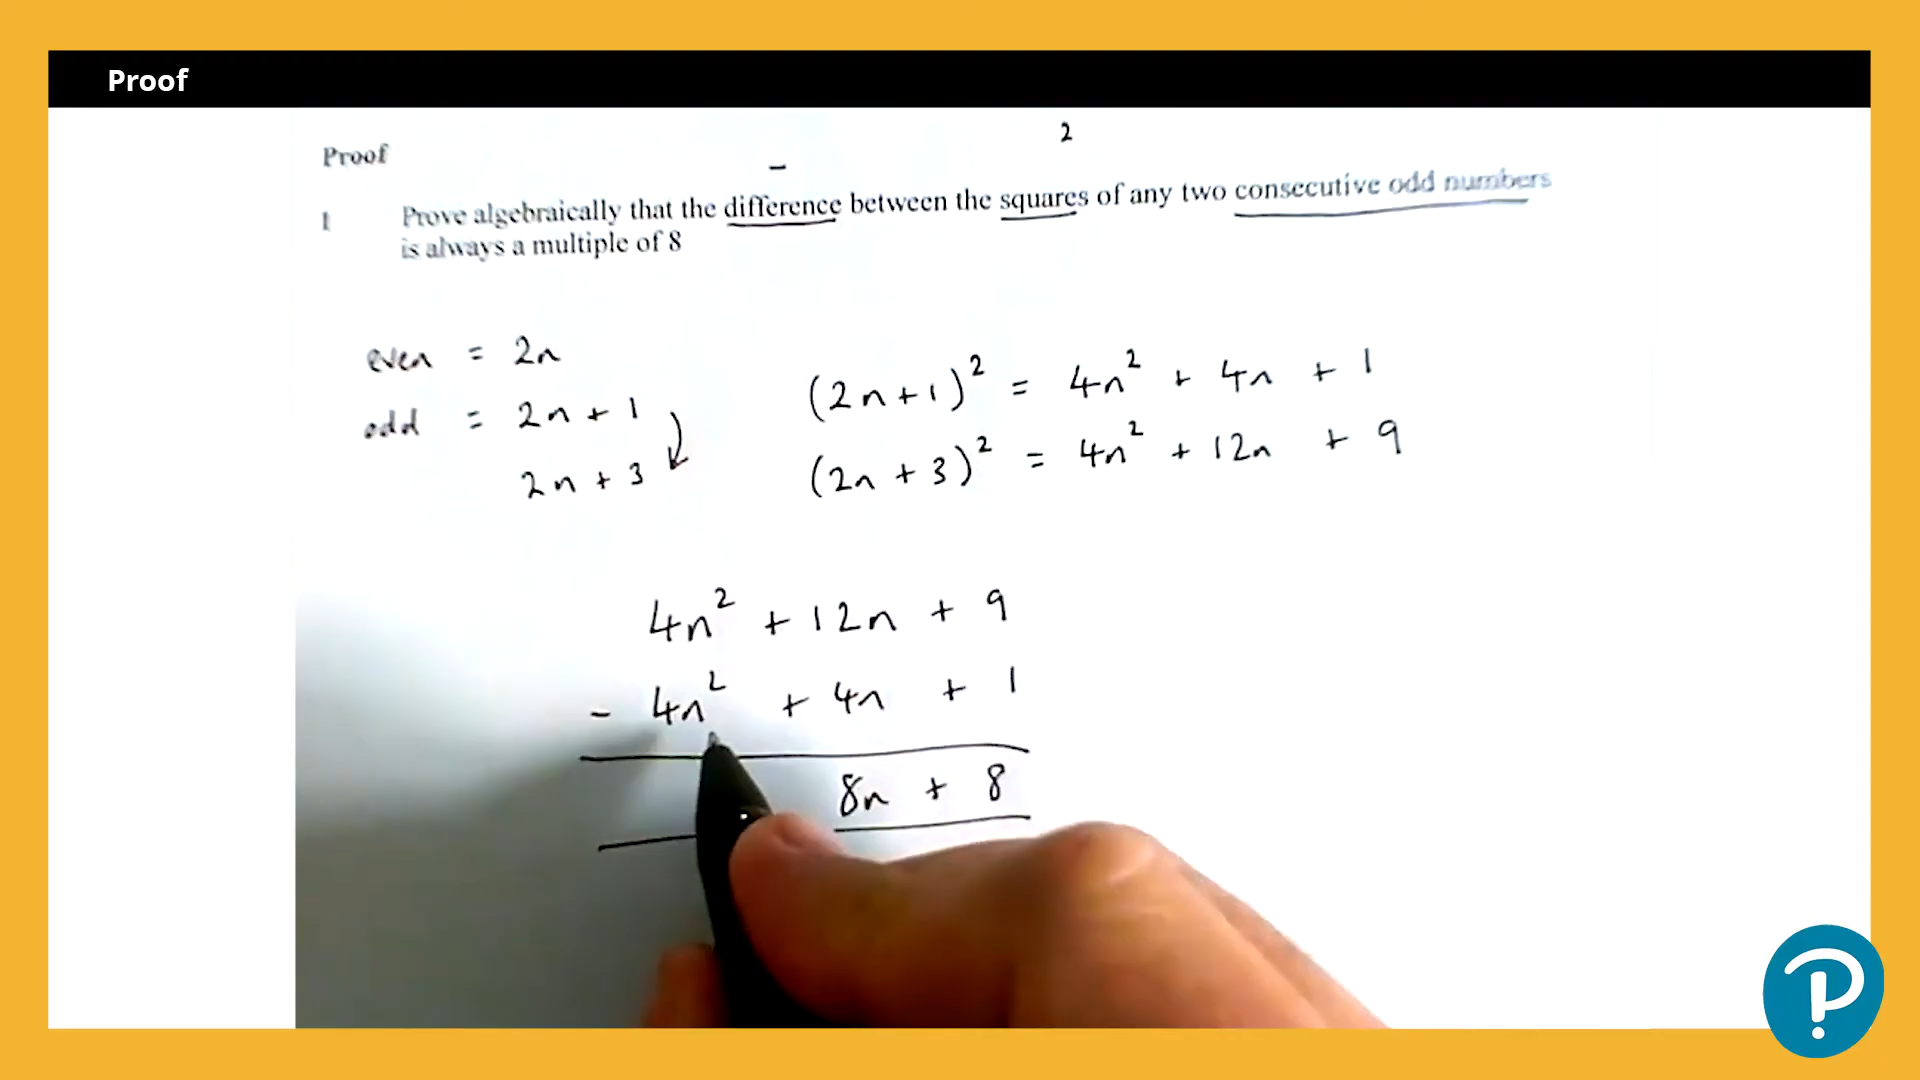 Proof
Proof
1 Prove algebraically that the difference between the squares of any two consecutive odd numbers
is always a multiple of 8
-
2
even = 2n
odd = 2n + 1
2n + 3
(2n+1)² = 4n² + 4n + 1
(2n + 3)² = 4n² + 12n + 9
4n² + 12n + 9
- 4n² + 4n + 1
8n + 8
P